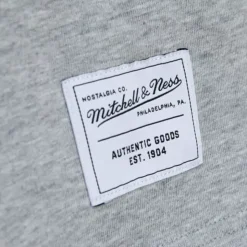 NOSTALGIA CO.
Mitchell & Ness
PHILADELPHIA, PA.
AUTHENTIC GOODS
EST. 1904